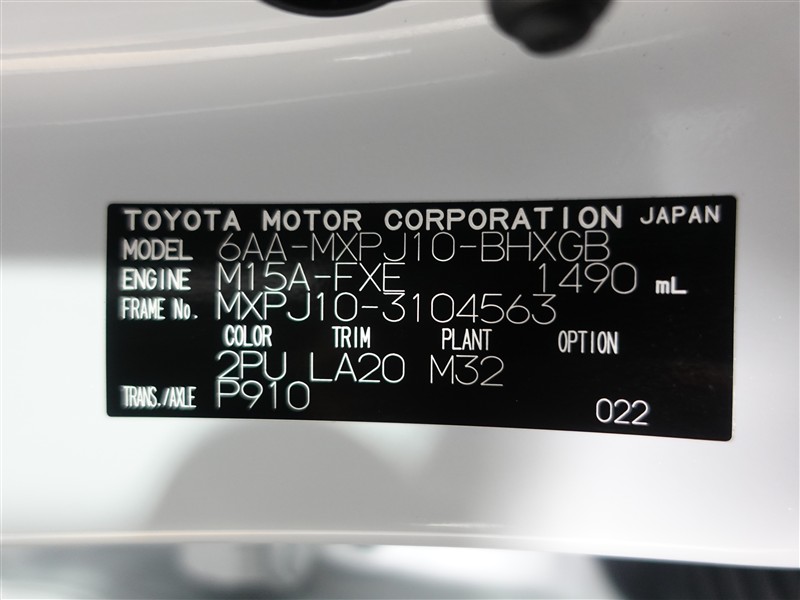 TOYOTA MOTOR CORPORATION JAPAN
MODEL 6AA-MXPJ10-BHXGB
ENGINE M15A-FXE 1490 mL
FRAME No. MXPJ10-3104563
COLOR TRIM PLANT OPTION
2PU LA20 M32
TRANS./AXLE P910
022